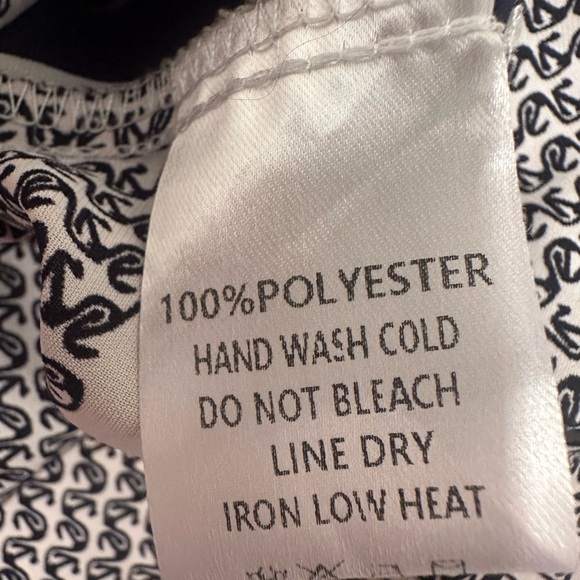 100%POLYESTER
HAND WASH COLD
DO NOT BLEACH
LINE DRY
IRON LOW HEAT